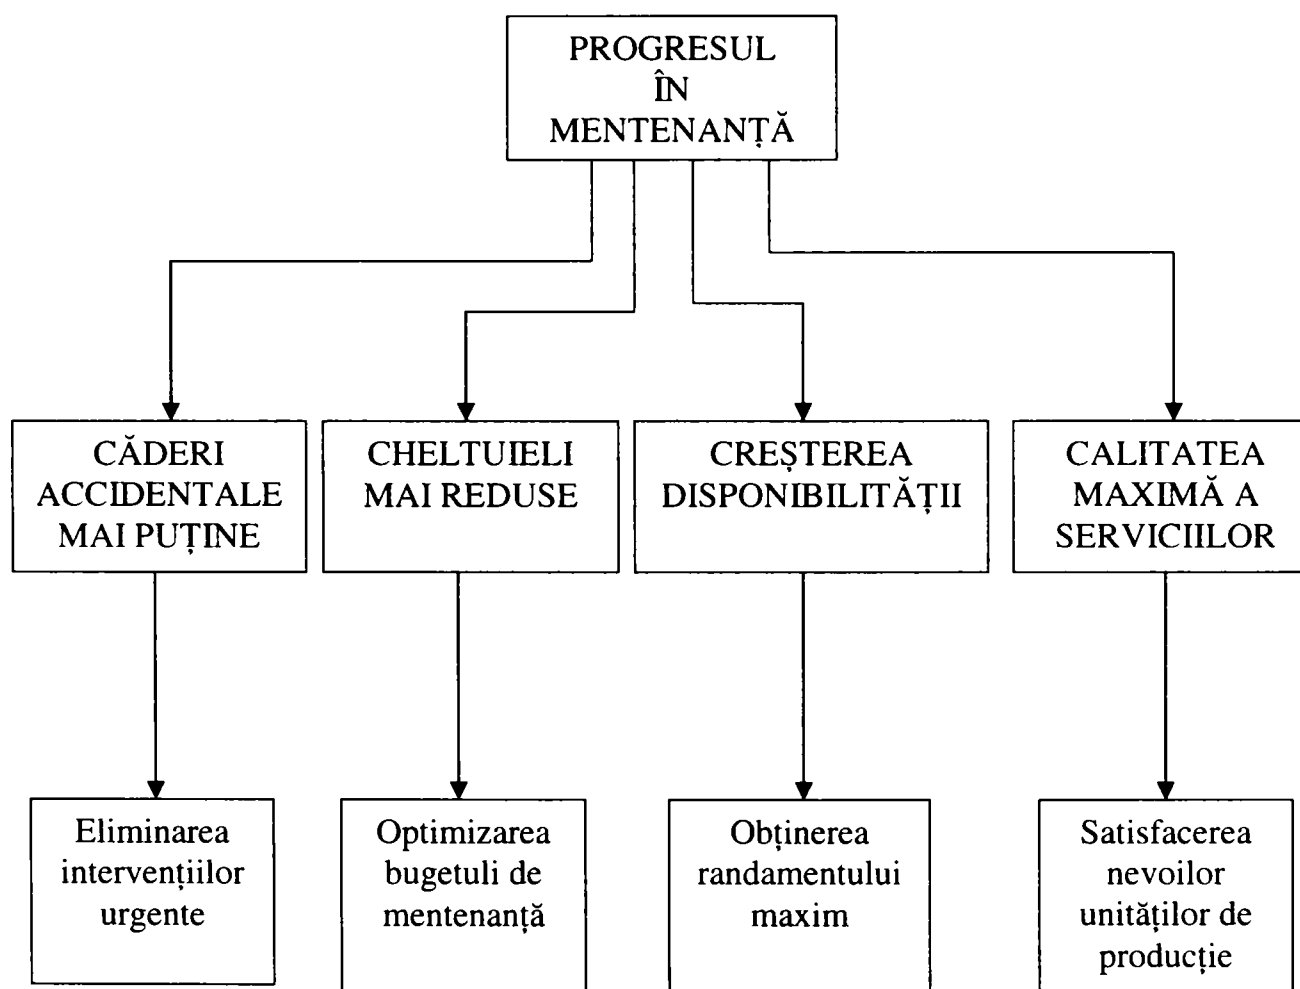 PROGRESUL
ÎN
MENTENANȚĂ
CĂDERI
ACCIDENTALE
MAI PUȚINE
CHELTUIELI
MAI REDUSE
CREȘTEREA
DISPONIBILITĂȚII
CALITATEA
MAXIMĂ A
SERVICIILOR
Eliminarea
intervențiilor
urgente
Optimizarea
bugetuli de
mentenanță
Obținerea
randamentului
maxim
Satisfacerea
nevoilor
unităților de
producție